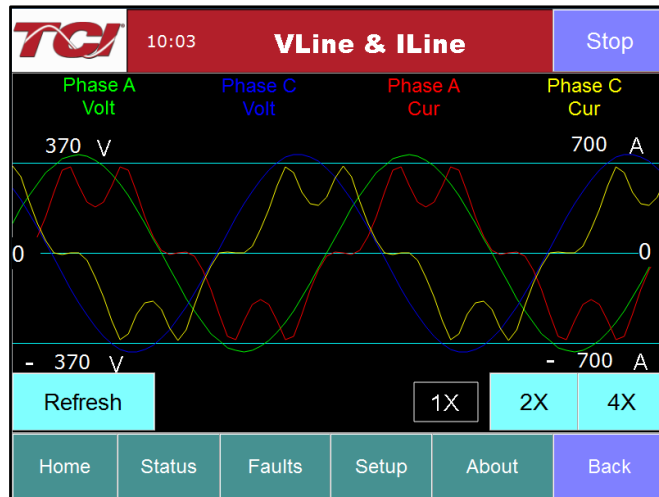 TCI 10:03 VLine & ILine Stop
Phase A Phase C Phase A Phase C
Volt Volt Cur Cur
370 V 700 A
0 0
- 370 V - 700 A
Refresh 1X 2X 4X
Home Status Faults Setup About Back